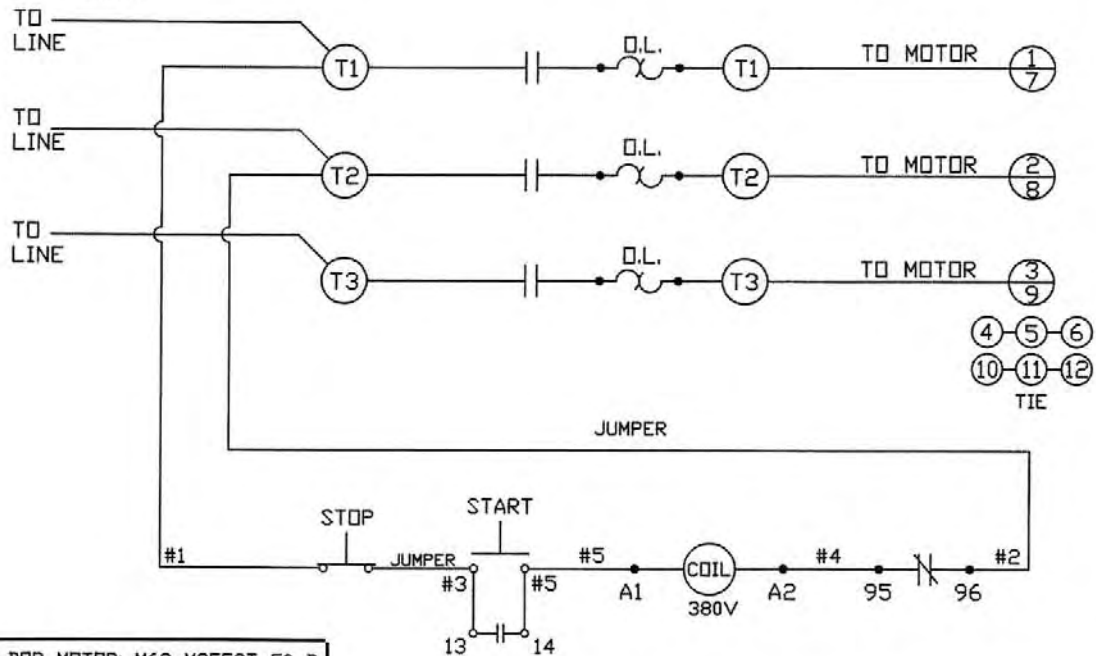 TO
LINE
T1
O.L.
T1
TO MOTOR
1
7
TO
LINE
T2
O.L.
T2
TO MOTOR
2
8
TO
LINE
T3
O.L.
T3
TO MOTOR
3
9
4 5 6
10 11 12
TIE
JUMPER
STOP
START
#1
JUMPER
#3
#5
#5
A1
COIL
380V
A2
#4
95
96
#2
13
14